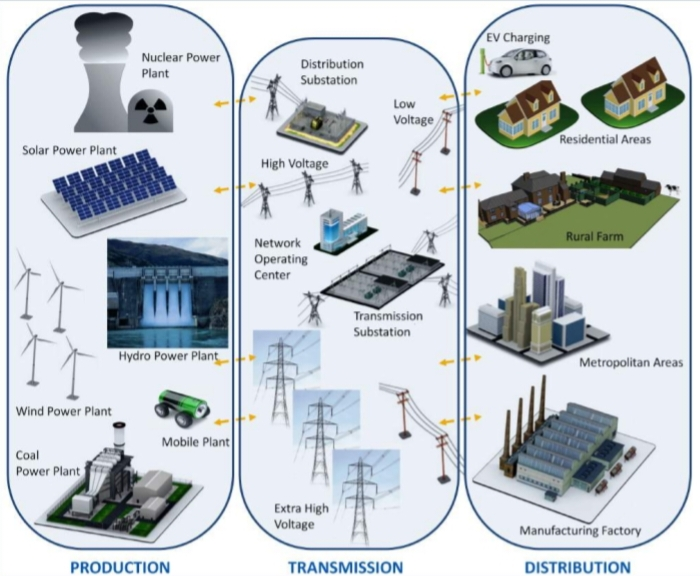 Nuclear Power
Plant
Solar Power Plant
Hydro Power Plant
Wind Power Plant
Mobile Plant
Coal
Power Plant
PRODUCTION
Distribution
Substation
Low
Voltage
High Voltage
Network
Operating
Center
Transmission
Substation
Extra High
Voltage
TRANSMISSION
EV Charging
Residential Areas
Rural Farm
Metropolitan Areas
Manufacturing Factory
DISTRIBUTION